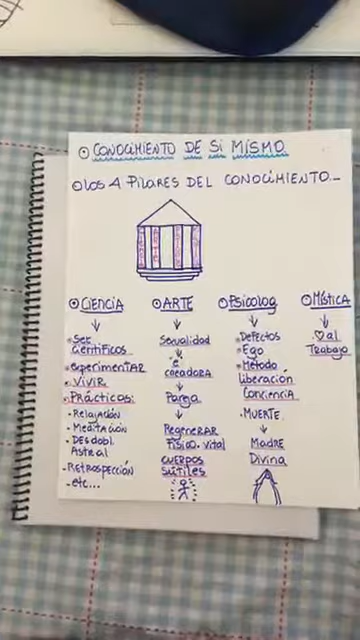 CONOCIMIENTO DE SI MISMO
LOS 4 PILARES DEL CONOCIMIENTO...
CIENCIA
Ser
Cientificos
experimentar
Vivir
Prácticos:
Relajación
Meditación
Desdobl.
Astral
Retrospección
etc...
ARTE
Sexualidad
creadora
Pareja
Regenerar
Físico. Vital
cuerpos
sutiles
Psicolog
Defectos
Ego
Método
liberación
Conciencia
MUERTE
MADRE
Divina
Mística
al
Trabajo